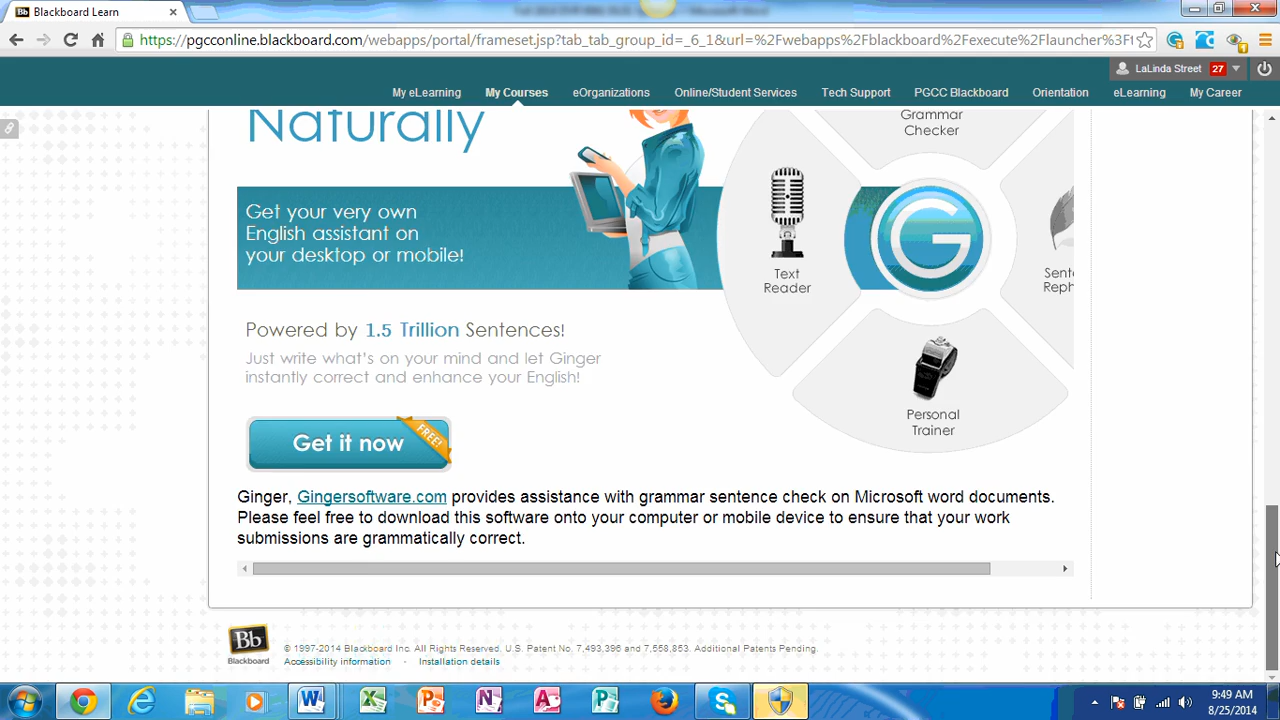 Blackboard Learn
https://pgcconline.blackboard.com/webapps/portal/frameset.jsp?tab_tab_group_id=_6_1&url=%2Fwebapps%2Fblackboard%2Fexecute%2Flauncher%3Ft
LaLinda Street 27
My eLearning My Courses eOrganizations Online/Student Services Tech Support PGCC Blackboard Orientation eLearning My Career
Naturally
Grammar
Checker
Get your very own
English assistant on
your desktop or mobile!
Text
Reader
G
Sent
Reph
Powered by 1.5 Trillion Sentences!
Just write what's on your mind and let Ginger
instantly correct and enhance your English!
Personal
Trainer
Get it now
FREE!
Ginger, Gingersoftware.com provides assistance with grammar sentence check on Microsoft word documents.
Please feel free to download this software onto your computer or mobile device to ensure that your work
submissions are grammatically correct.
Bb
Blackboard
© 1997-2014 Blackboard Inc. All Rights Reserved. U.S. Patent No. 7,493,396 and 7,558,853. Additional Patents Pending.
Accessibility information - Installation details
9:49 AM
8/25/2014